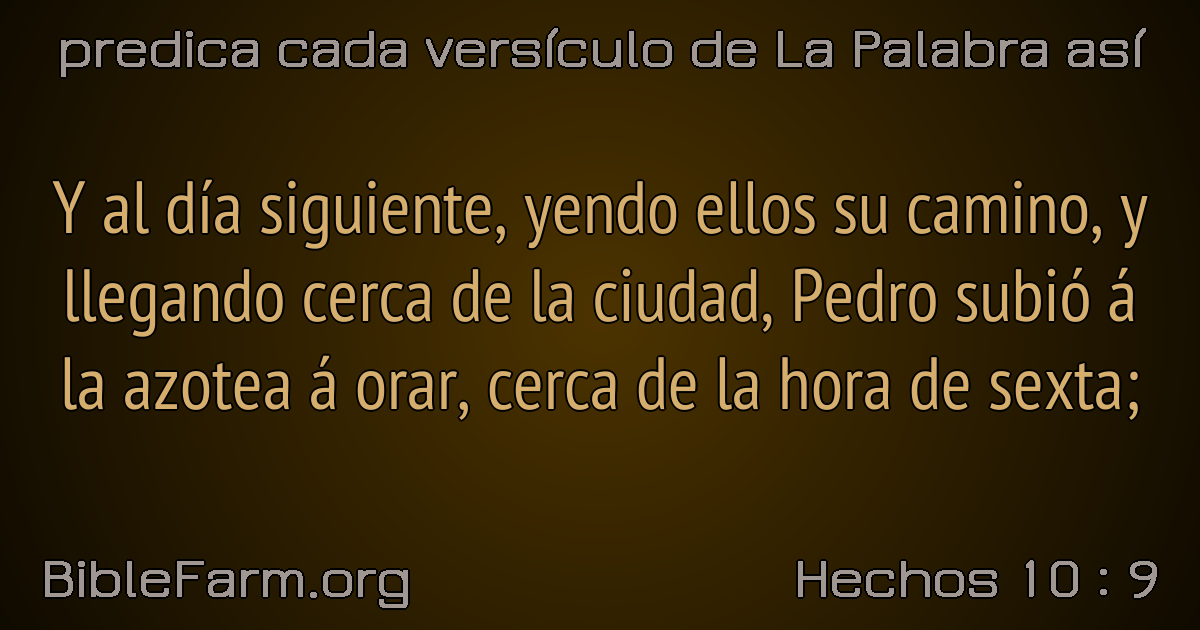 predica cada versículo de La Palabra así
Y al día siguiente, yendo ellos su camino, y
llegando cerca de la ciudad, Pedro subió á
la azotea á orar, cerca de la hora de sexta;
BibleFarm.org
Hechos 10 : 9